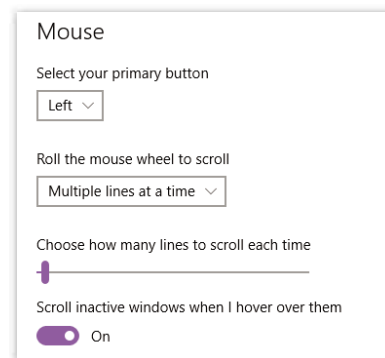 Mouse
Select your primary button
Left
Roll the mouse wheel to scroll
Multiple lines at a time
Choose how many lines to scroll each time
Scroll inactive windows when I hover over them
On